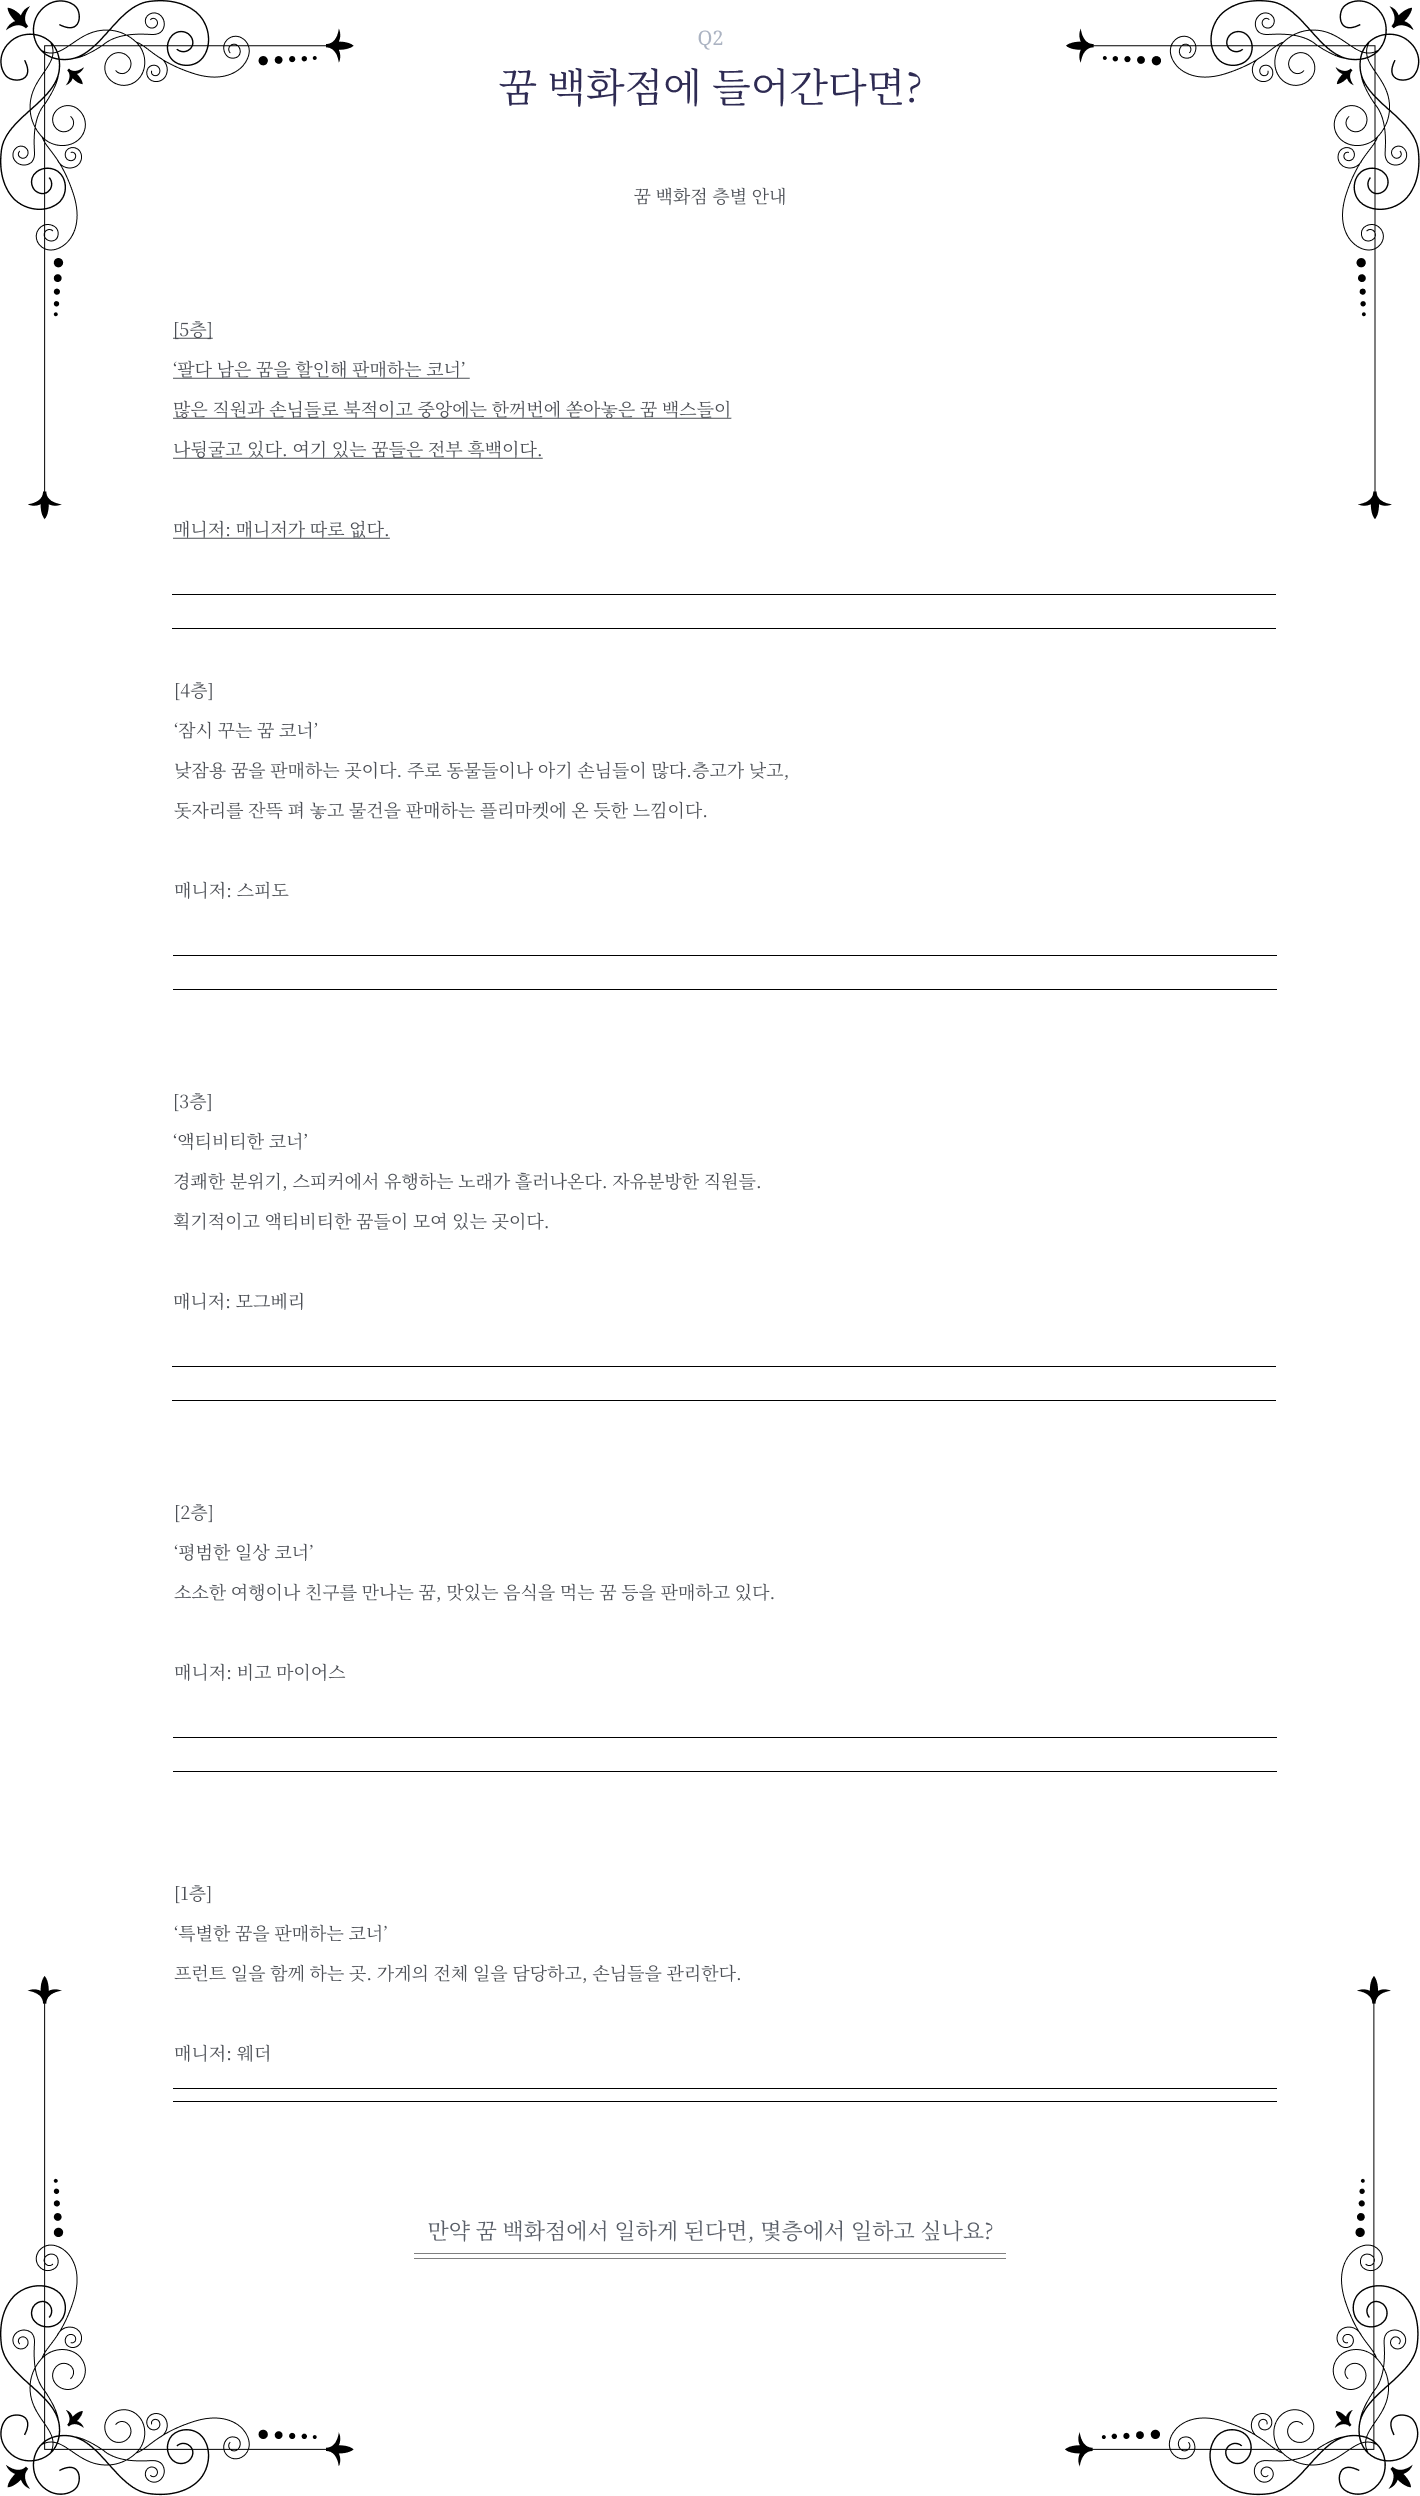 Q2
꿈 백화점에 들어간다면?
꿈 백화점 층별 안내
[5층]
‘팔다 남은 꿈을 할인해 판매하는 코너’
많은 직원과 손님들로 북적이고 중앙에는 한꺼번에 쏟아놓은 꿈 백스들이
나뒹굴고 있다. 여기 있는 꿈들은 전부 흑백이다.
매니저: 매니저가 따로 없다.
[4층]
‘잠시 꾸는 꿈 코너’
낮잠용 꿈을 판매하는 곳이다. 주로 동물들이나 아기 손님들이 많다.층고가 낮고,
돗자리를 잔뜩 펴 놓고 물건을 판매하는 플리마켓에 온 듯한 느낌이다.
매니저: 스피도
[3층]
‘액티비티한 코너’
경쾌한 분위기, 스피커에서 유행하는 노래가 흘러나온다. 자유분방한 직원들.
획기적이고 액티비티한 꿈들이 모여 있는 곳이다.
매니저: 모그베리
[2층]
‘평범한 일상 코너’
소소한 여행이나 친구를 만나는 꿈, 맛있는 음식을 먹는 꿈 등을 판매하고 있다.
매니저: 비고 마이어스
[1층]
‘특별한 꿈을 판매하는 코너’
프런트 일을 함께 하는 곳. 가게의 전체 일을 담당하고, 손님들을 관리한다.
매니저: 웨더
만약 꿈 백화점에서 일하게 된다면, 몇층에서 일하고 싶나요?